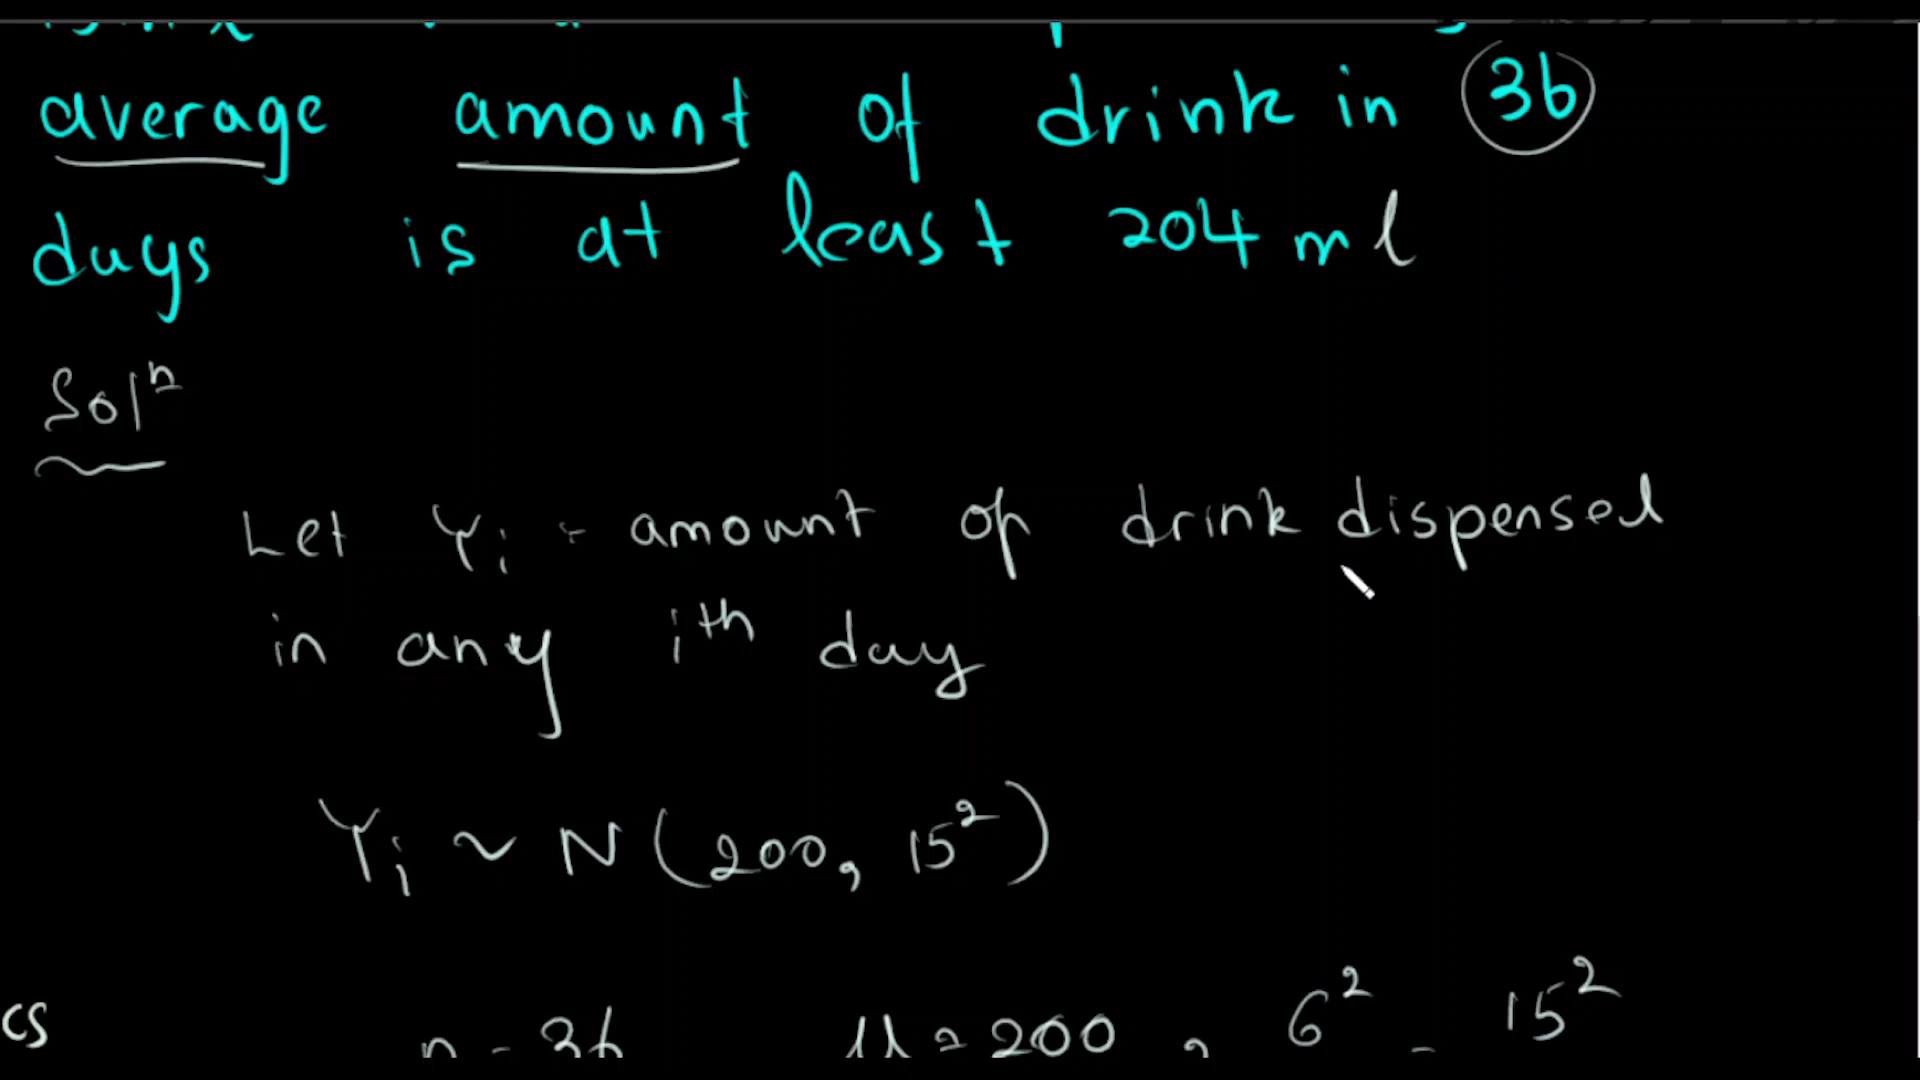 average amount of drink in 36
days is at least 204 ml
Solⁿ
Let Yᵢ - amount of drink dispensed
in any iᵗʰ day
Yᵢ ~ N (200, 15²)
cs
n = 36 μ = 200, σ² = 15²